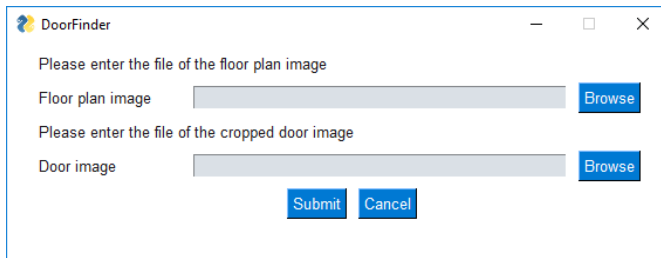 DoorFinder
Please enter the file of the floor plan image
Floor plan image Browse
Please enter the file of the cropped door image
Door image Browse
Submit Cancel